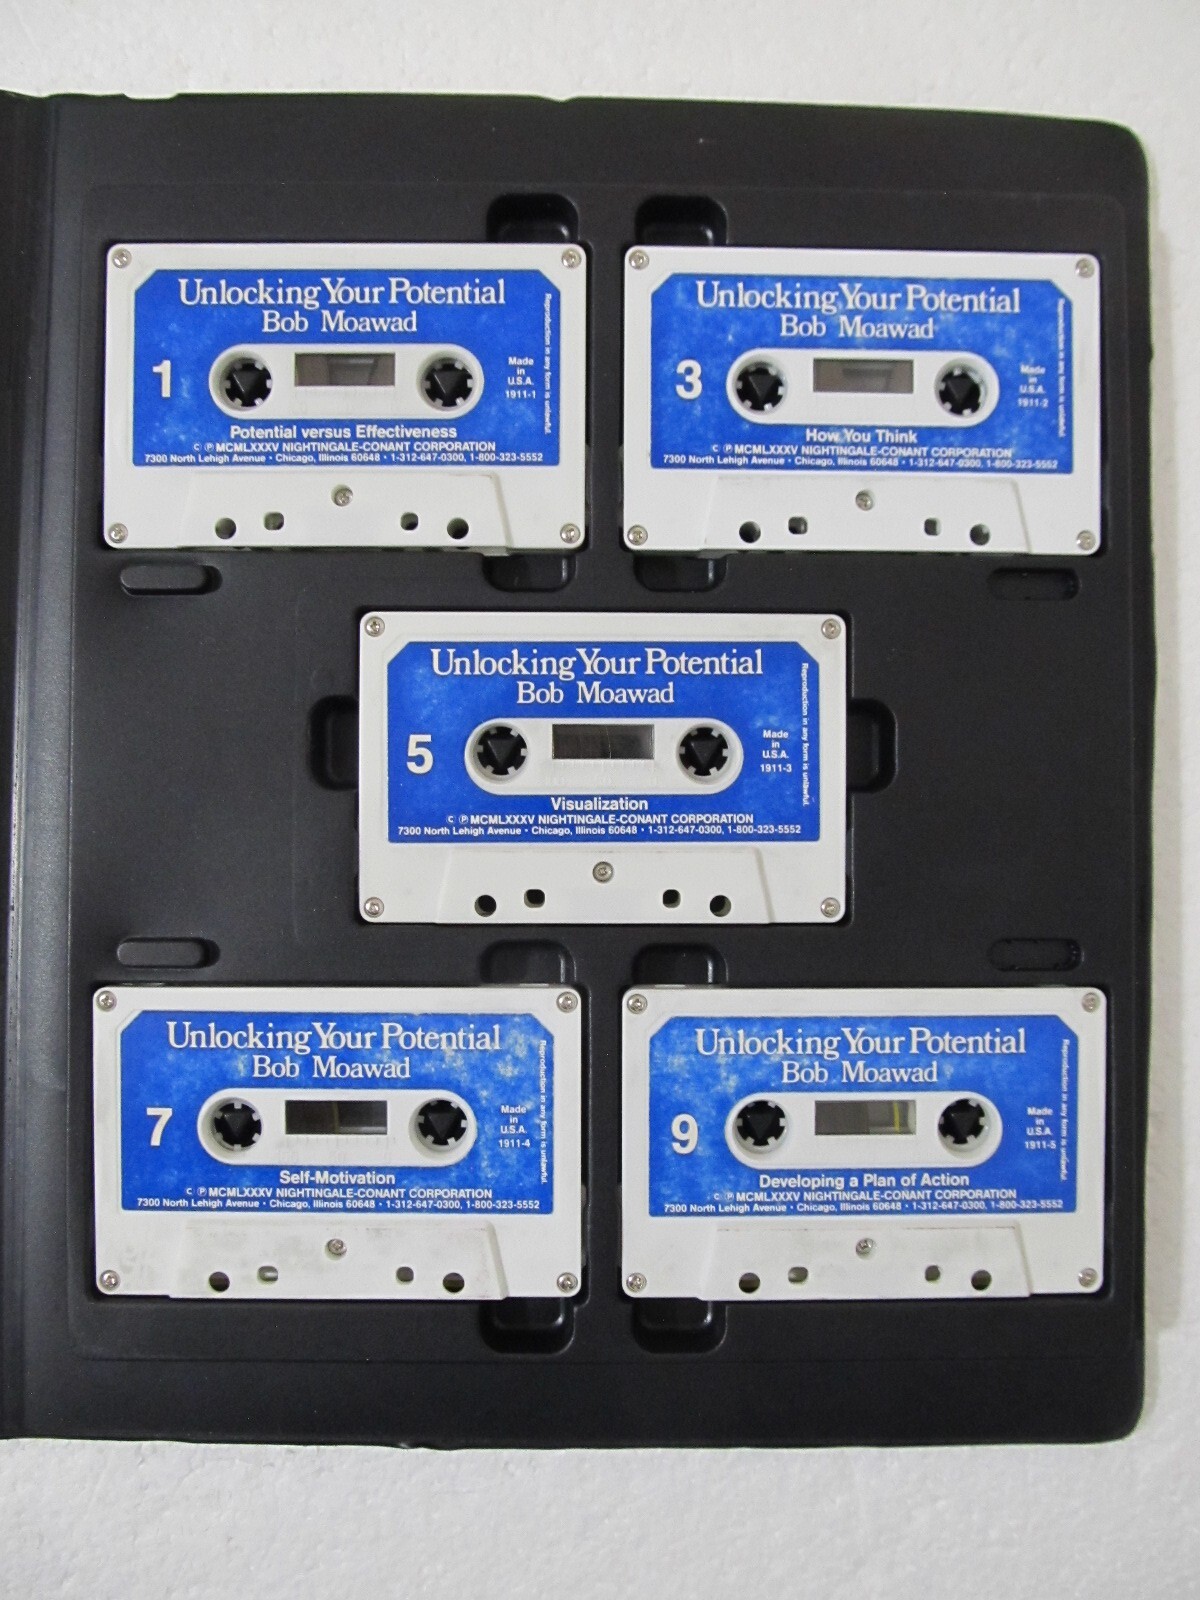 Unlocking Your Potential
Bob Moawad
1
Made
in
U.S.A.
1911-1
Reproduction in any form is unlawful.
Potential versus Effectiveness
© ℗ MCMLXXXV NIGHTINGALE-CONANT CORPORATION
7300 North Lehigh Avenue • Chicago, Illinois 60648 • 1-312-647-0300, 1-800-323-5552
Unlocking Your Potential
Bob Moawad
3
Made
in
U.S.A.
1911-2
Reproduction in any form is unlawful.
How You Think
© ℗ MCMLXXXV NIGHTINGALE-CONANT CORPORATION
7300 North Lehigh Avenue • Chicago, Illinois 60648 • 1-312-647-0300, 1-800-323-5552
Unlocking Your Potential
Bob Moawad
5
Made
in
U.S.A.
1911-3
Reproduction in any form is unlawful.
Visualization
© ℗ MCMLXXXV NIGHTINGALE-CONANT CORPORATION
7300 North Lehigh Avenue • Chicago, Illinois 60648 • 1-312-647-0300, 1-800-323-5552
Unlocking Your Potential
Bob Moawad
7
Made
in
U.S.A.
1911-4
Reproduction in any form is unlawful.
Self-Motivation
© ℗ MCMLXXXV NIGHTINGALE-CONANT CORPORATION
7300 North Lehigh Avenue • Chicago, Illinois 60648 • 1-312-647-0300, 1-800-323-5552
Unlocking Your Potential
Bob Moawad
9
Made
in
U.S.A.
1911-5
Reproduction in any form is unlawful.
Developing a Plan of Action
© ℗ MCMLXXXV NIGHTINGALE-CONANT CORPORATION
7300 North Lehigh Avenue • Chicago, Illinois 60648 • 1-312-647-0300, 1-800-323-5552